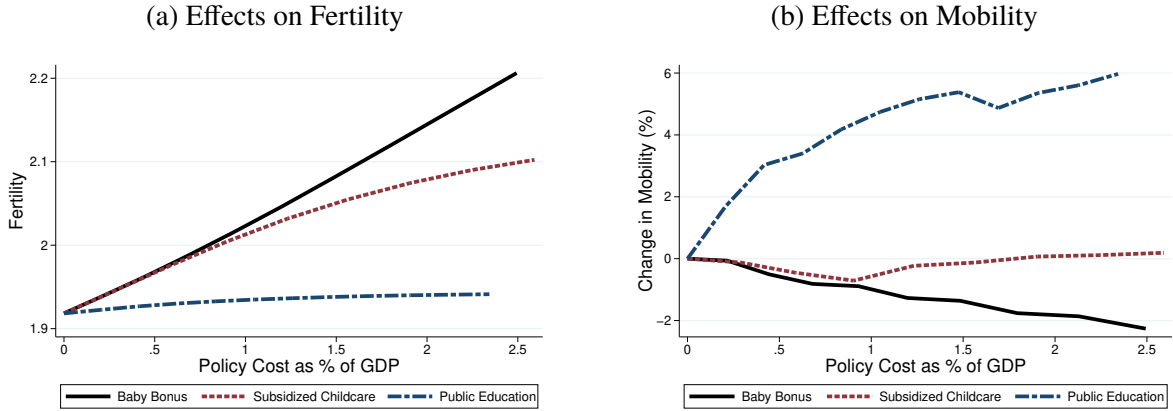 (a) Effects on Fertility
2.2
2.1
2
1.9
Fertility
0 .5 1 1.5 2 2.5
Policy Cost as % of GDP
Baby Bonus Subsidized Childcare Public Education
(b) Effects on Mobility
6
4
2
0
−2
Change in Mobility (%)
0 .5 1 1.5 2 2.5
Policy Cost as % of GDP
Baby Bonus Subsidized Childcare Public Education